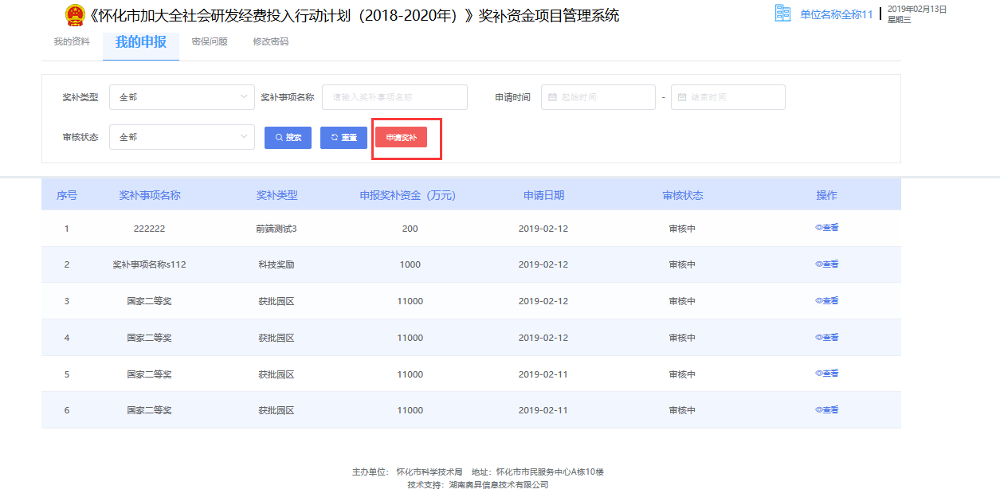 《怀化市加大全社会研发经费投入行动计划（2018-2020年）》奖补资金项目管理系统
单位名称全称11
2019年02月13日
星期三
我的资料 我的申报 密保问题 修改密码
奖补类型 全部 奖补事项名称 请输入奖补事项名称 申请时间 起始时间 - 结束时间
审核状态 全部 搜索 重置 申请奖补
序号 奖补事项名称 奖补类型 申报奖补资金（万元） 申请日期 审核状态 操作
1 222222 前端测试3 200 2019-02-12 审核中 查看
2 奖补事项名称s112 科技奖励 1000 2019-02-12 审核中 查看
3 国家二等奖 获批园区 11000 2019-02-12 审核中 查看
4 国家二等奖 获批园区 11000 2019-02-12 审核中 查看
5 国家二等奖 获批园区 11000 2019-02-11 审核中 查看
6 国家二等奖 获批园区 11000 2019-02-11 审核中 查看
主办单位： 怀化市科学技术局 地址：怀化市市民服务中心A栋10楼
技术支持：湖南奥昇信息技术有限公司